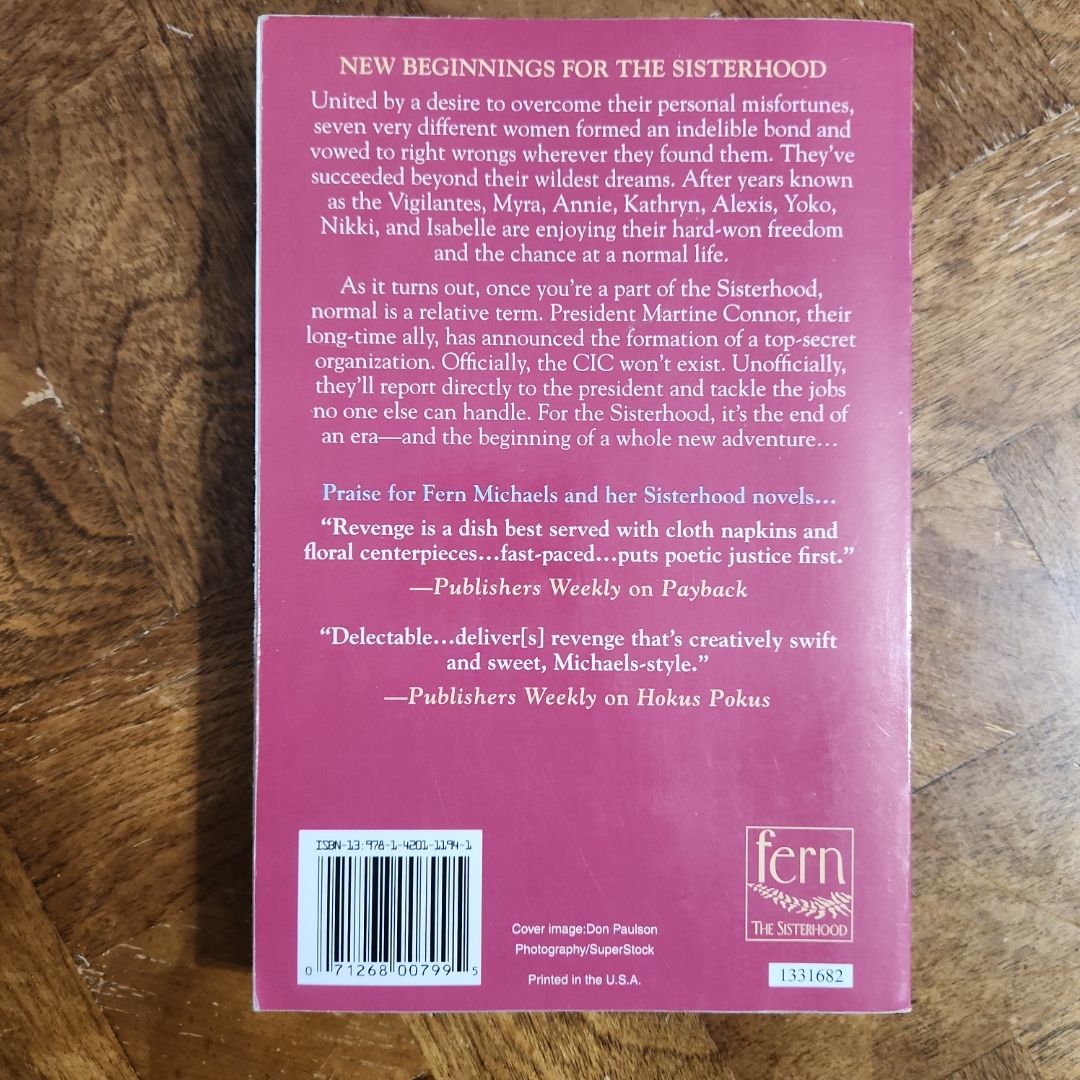 NEW BEGINNINGS FOR THE SISTERHOOD
United by a desire to overcome their personal misfortunes,
seven very different women formed an indelible bond and
vowed to right wrongs wherever they found them. They've
succeeded beyond their wildest dreams. After years known
as the Vigilantes, Myra, Annie, Kathryn, Alexis, Yoko,
Nikki, and Isabelle are enjoying their hard-won freedom
and the chance at a normal life.
As it turns out, once you're a part of the Sisterhood,
normal is a relative term. President Martine Connor, their
long-time ally, has announced the formation of a top-secret
organization. Officially, the CIC won't exist. Unofficially,
they'll report directly to the president and tackle the jobs
no one else can handle. For the Sisterhood, it's the end of
an era—and the beginning of a whole new adventure…
Praise for Fern Michaels and her Sisterhood novels…
“Revenge is a dish best served with cloth napkins and
floral centerpieces…fast-paced…puts poetic justice first.”
—Publishers Weekly on Payback
“Delectable…deliver[s] revenge that's creatively swift
and sweet, Michaels-style.”
—Publishers Weekly on Hokus Pokus
ISBN-13:978-1-4201-1194-1
0 71268 00799 5
Cover image:Don Paulson
Photography/SuperStock
Printed in the U.S.A.
fern
THE SISTERHOOD
1331682